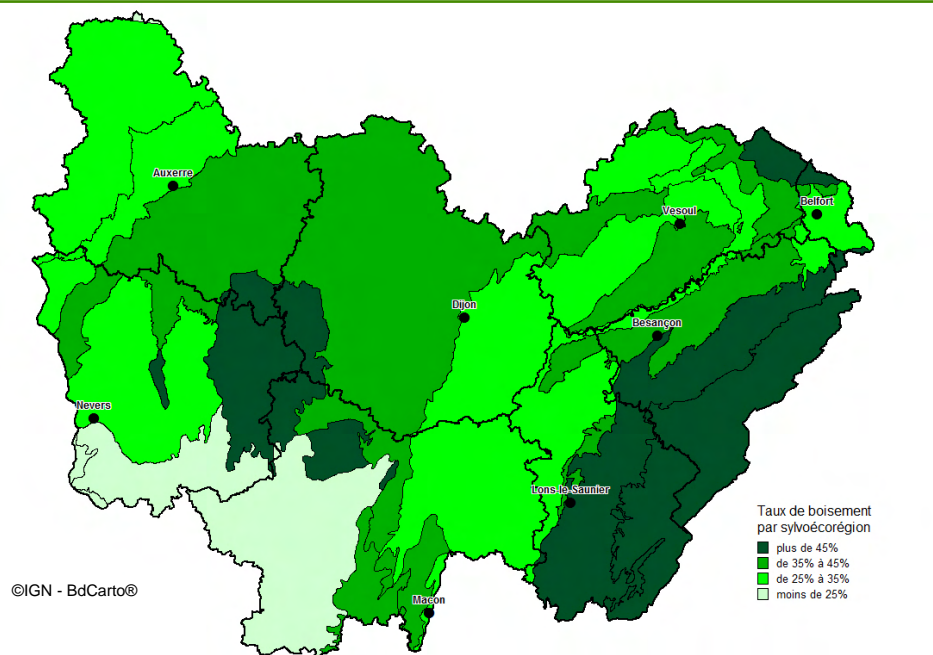 Auxerre
Vesoul
Belfort
Dijon
Besançon
Nevers
Lons-le-Saunier
Mâcon
Taux de boisement
par sylvoécorégion
plus de 45%
de 35% à 45%
de 25% à 35%
moins de 25%
©IGN - BdCarto®